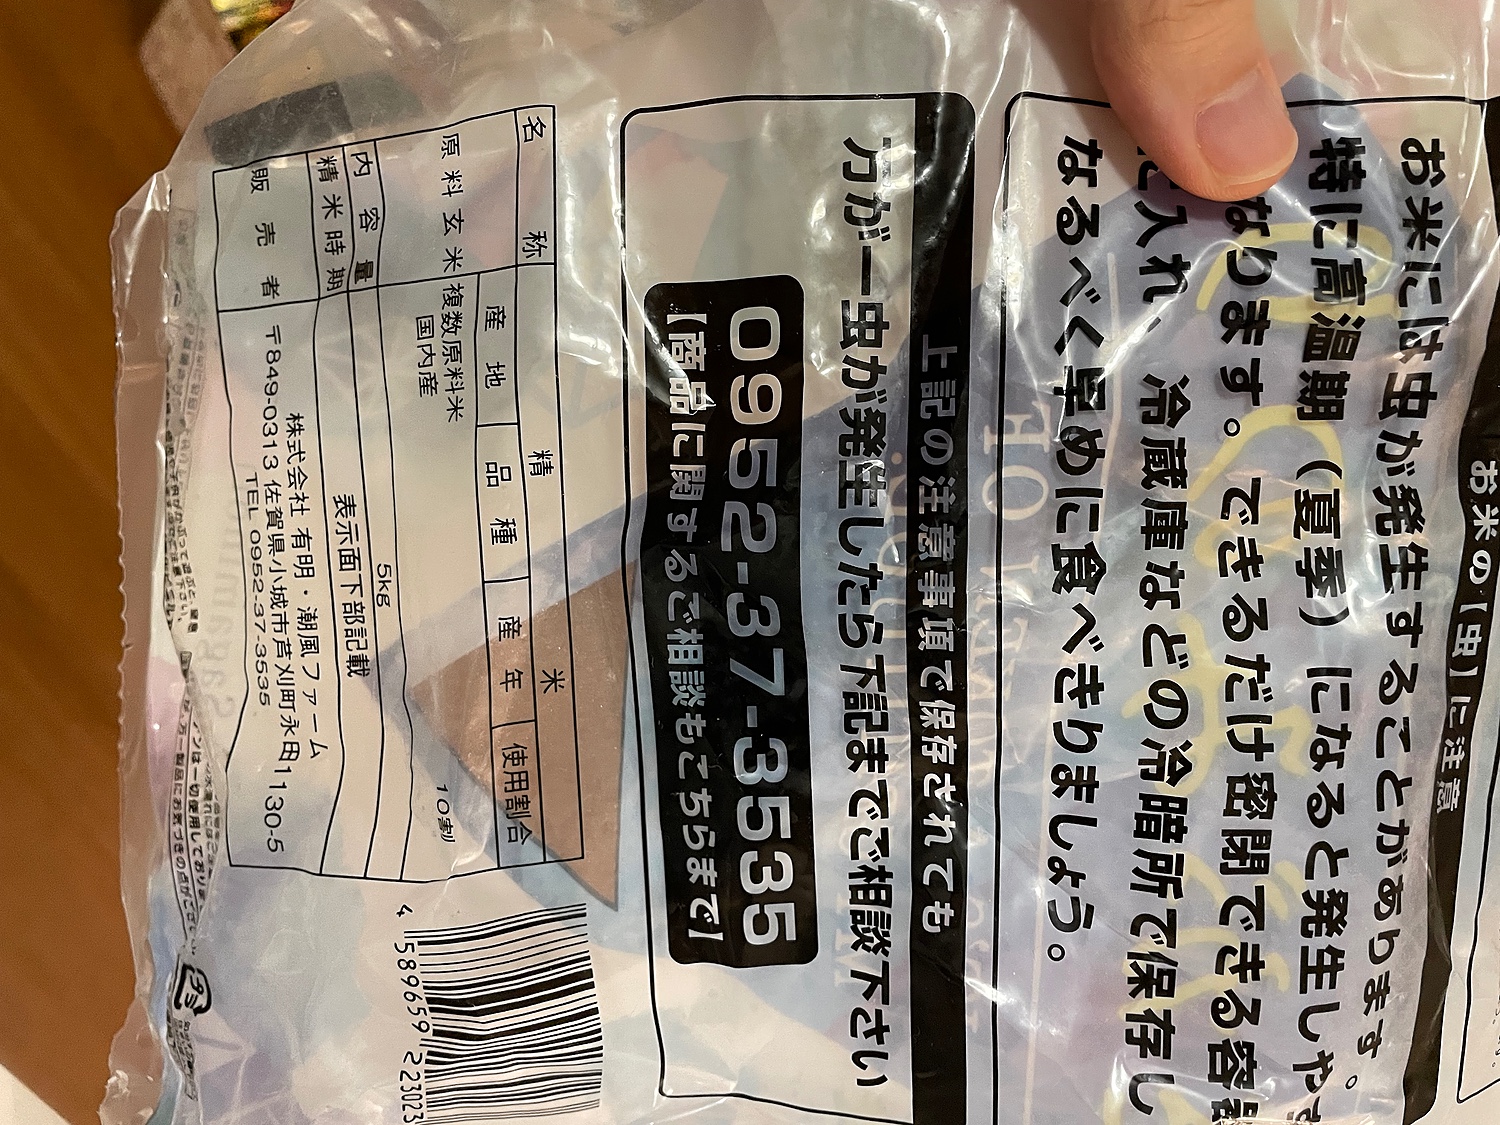 お米の【虫】に注意
お米には虫が発生することがあります。
特に高温期（夏季）になると発生しやす
なります。できるだけ密閉できる容
に入れ、冷蔵庫などの冷暗所で保存し
なるべく早めに食べきりましょう。
上記の注意事項で保存されても
万が一虫が発生したら下記までご相談下さい
0952-37-3535
【商品に関するご相談もこちらまで】
名称 精米
原料玄米 産地 品種 産年 使用割合
複数原料米 10割
国内産
内容量 5kg
精米時期 表示面下部記載
販売者 株式会社 有明・潮風ファーム
〒849-0313 佐賀県小城市芦刈町永田1130-5
TEL 0952-37-3535
4 589659 223023
プラ